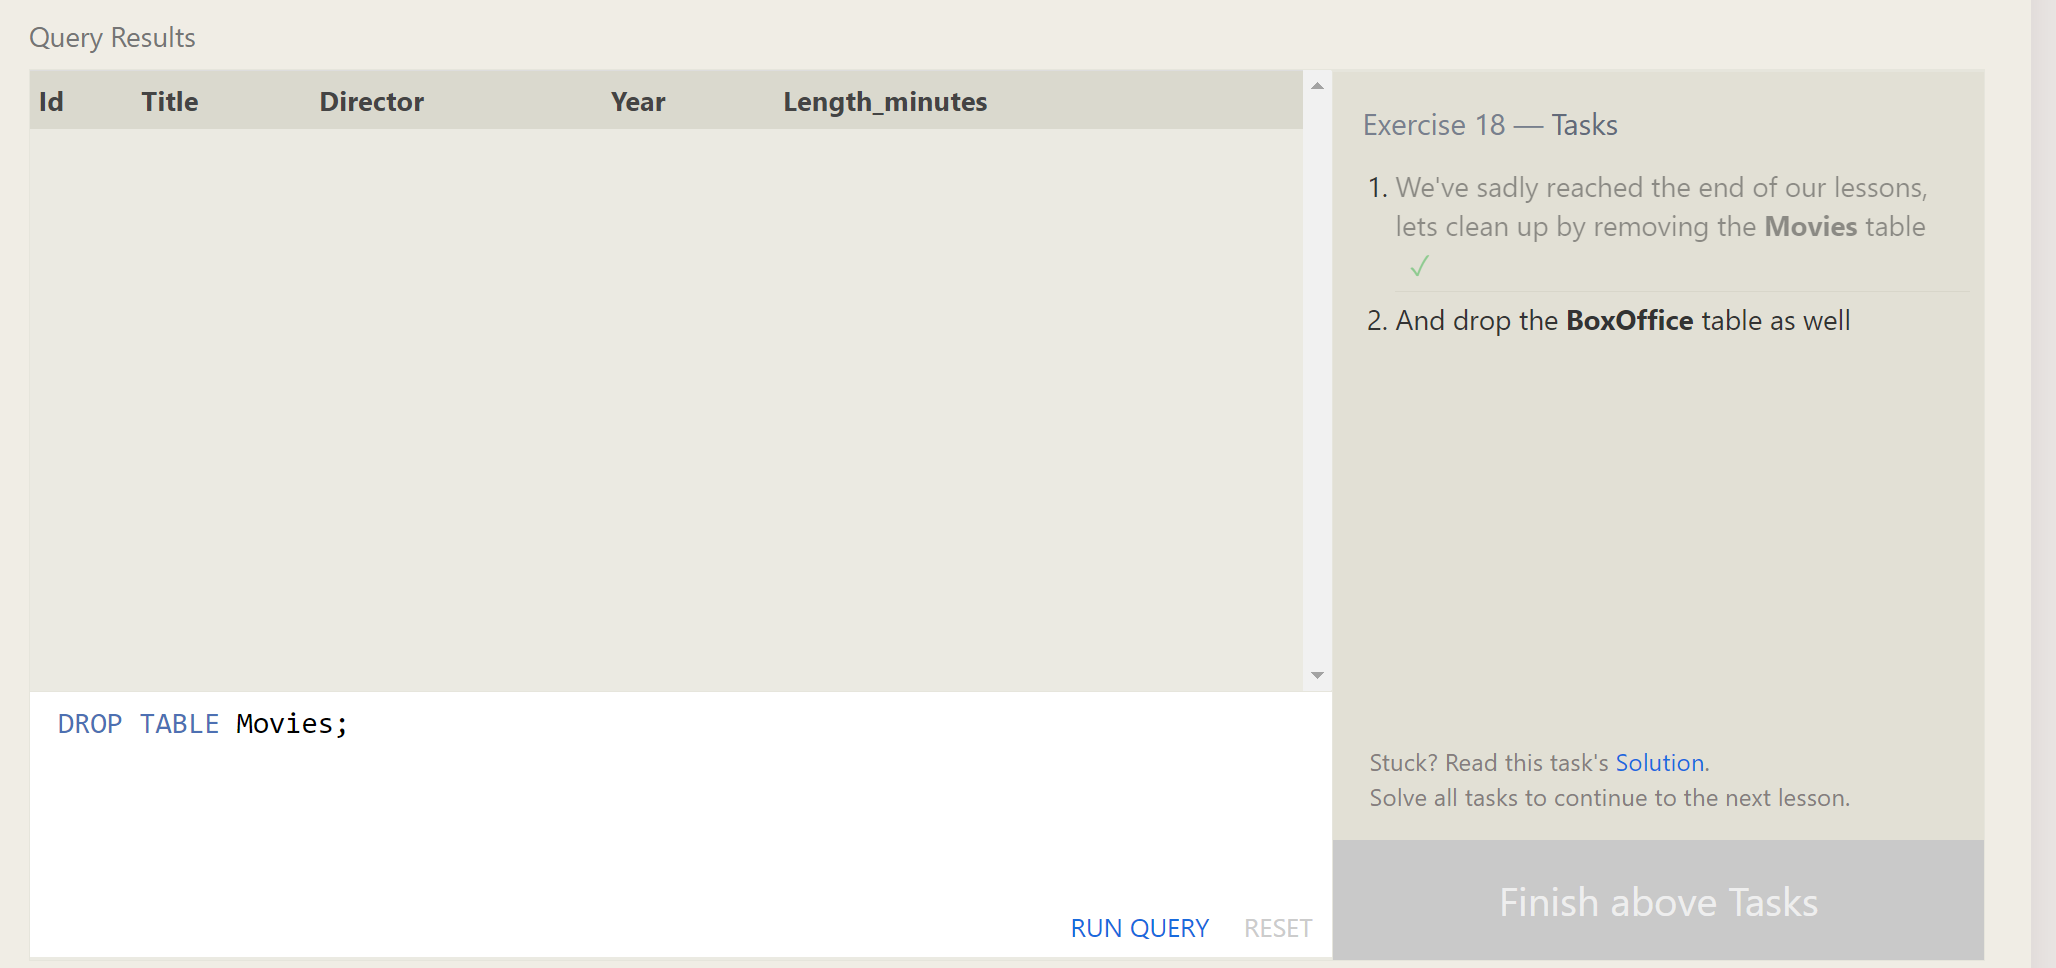 Query Results
Id Title Director Year Length_minutes
DROP TABLE Movies;
RUN QUERY RESET
Exercise 18 — Tasks
1. We've sadly reached the end of our lessons,
lets clean up by removing the Movies table
✓
2. And drop the BoxOffice table as well
Stuck? Read this task's Solution.
Solve all tasks to continue to the next lesson.
Finish above Tasks